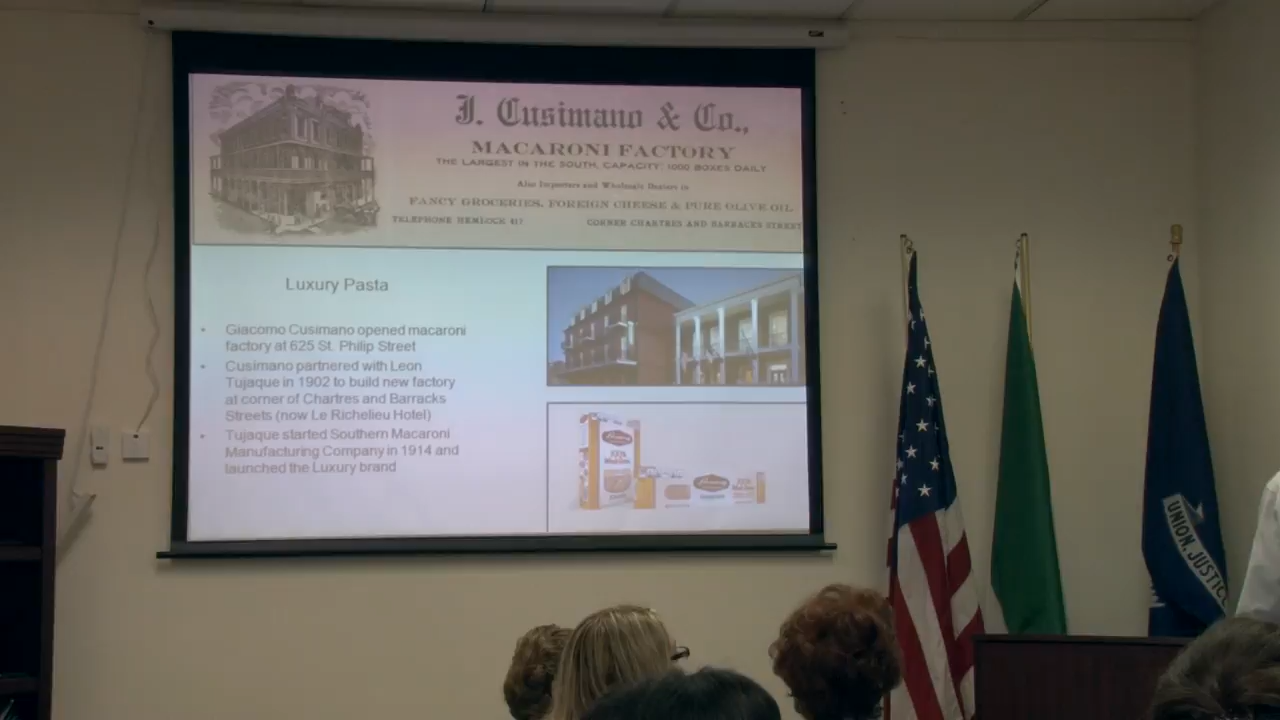 J. Cusimano & Co.,
MACARONI FACTORY
THE LARGEST IN THE SOUTH, CAPACITY: 1000 BOXES DAILY
Also Importers and Wholesale Dealers in
FANCY GROCERIES, FOREIGN CHEESE & PURE OLIVE OIL
TELEPHONE HEMLOCK 417 CORNER CHARTRES AND BARRACKS STREET
Luxury Pasta
• Giacomo Cusimano opened macaroni
factory at 625 St. Philip Street
• Cusimano partnered with Leon
Tujaque in 1902 to build new factory
at corner of Chartres and Barracks
Streets (now Le Richelieu Hotel)
• Tujaque started Southern Macaroni
Manufacturing Company in 1914 and
launched the Luxury brand
UNION, JUSTIC